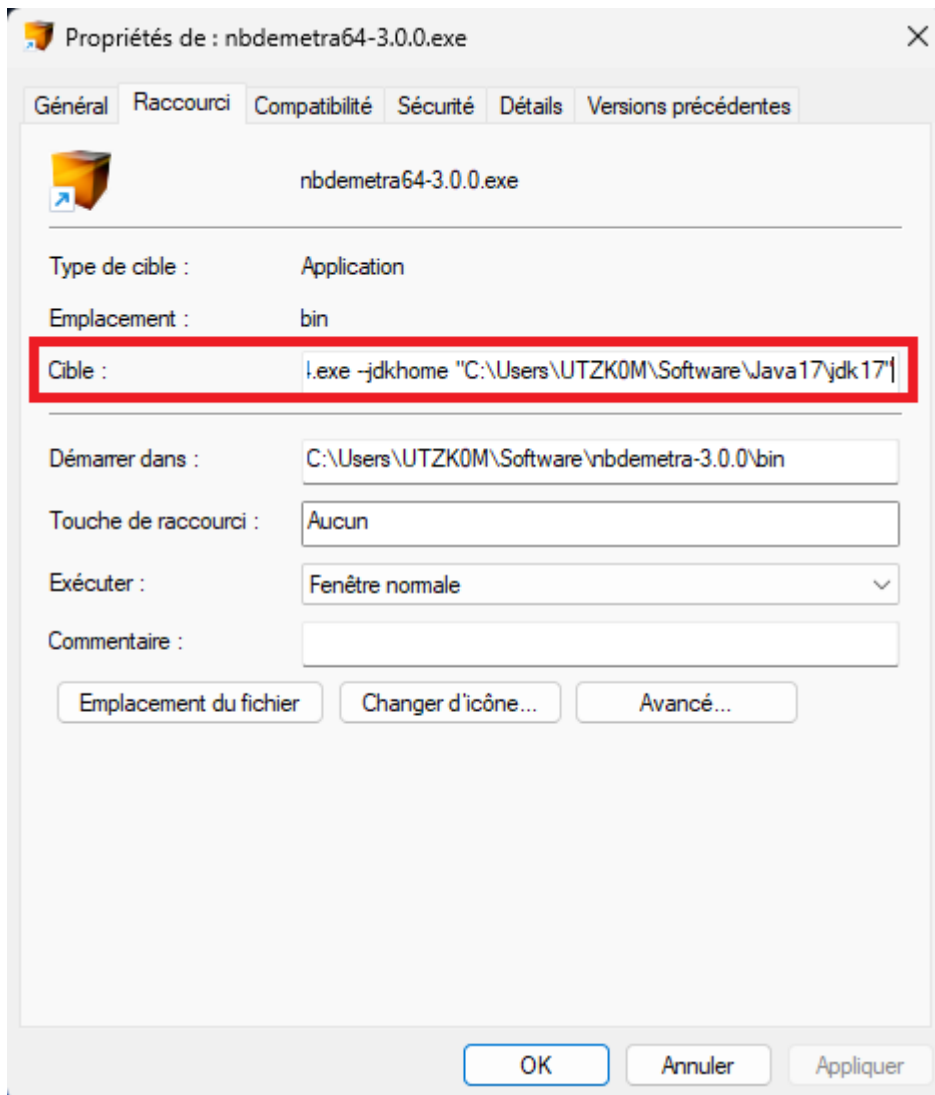 Propriétés de : nbdemetra64-3.0.0.exe
Général Raccourci Compatibilité Sécurité Détails Versions précédentes
nbdemetra64-3.0.0.exe
Type de cible : Application
Emplacement : bin
Cible : 4.exe --jdkhome "C:\Users\UTZK0M\Software\Java17\jdk17"
Démarrer dans : C:\Users\UTZK0M\Software\nbdemetra-3.0.0\bin
Touche de raccourci : Aucun
Exécuter : Fenêtre normale
Commentaire :
Emplacement du fichier Changer d'icône... Avancé...
OK Annuler Appliquer